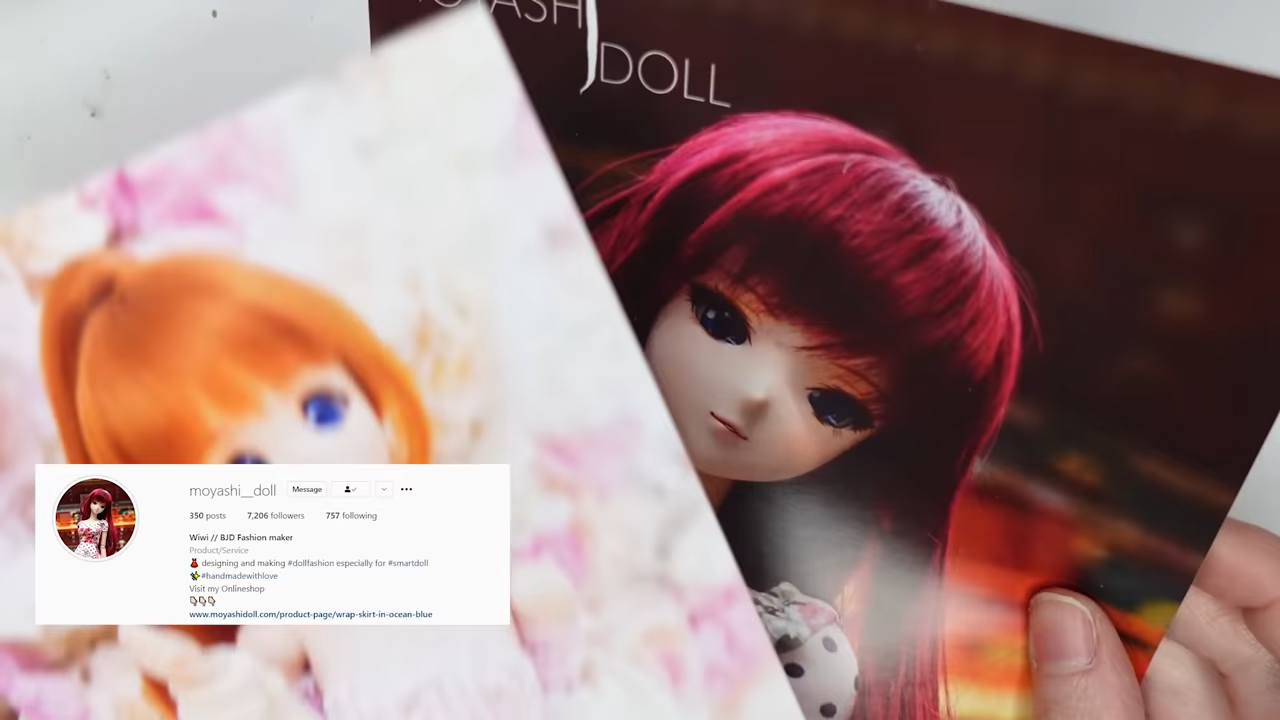 MOYASHI
DOLL
moyashi__doll Message
350 posts 7,206 followers 757 following
Wiwi // BJD Fashion maker
Product/Service
designing and making #dollfashion especially for #smartdoll
#handmadewithlove
Visit my Onlineshop
www.moyashidoll.com/product-page/wrap-skirt-in-ocean-blue